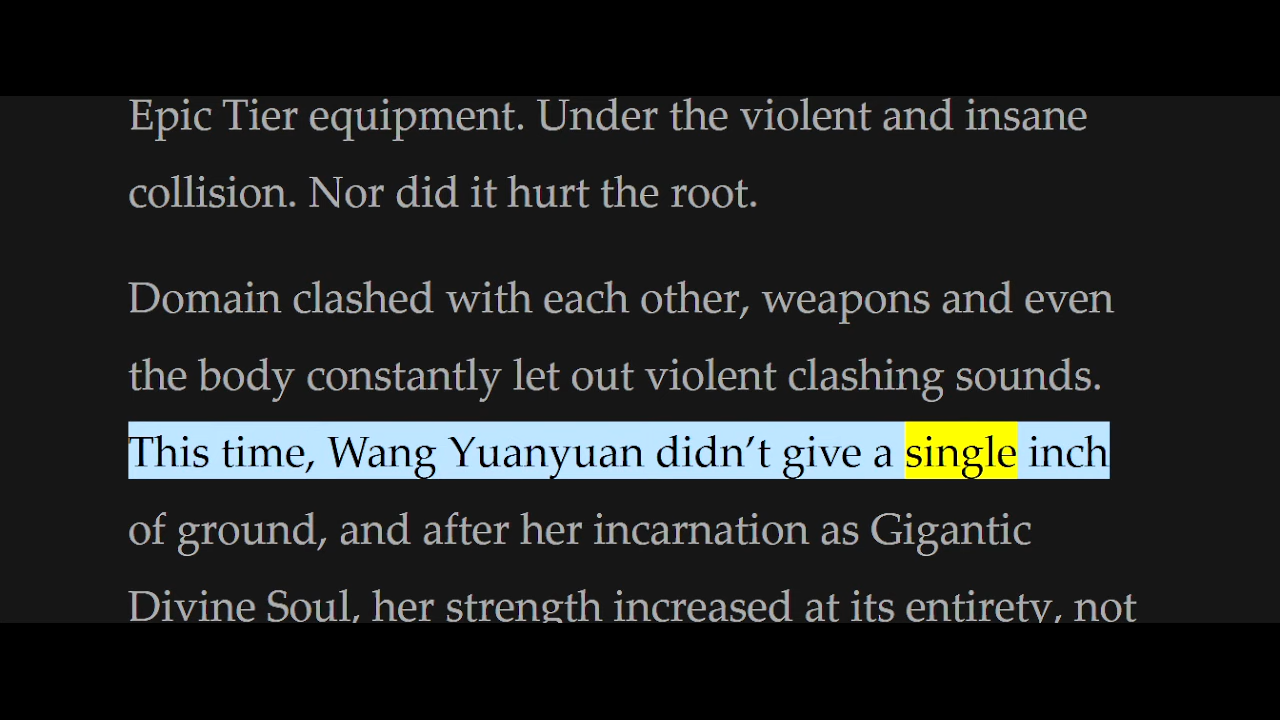 Epic Tier equipment. Under the violent and insane
collision. Nor did it hurt the root.
Domain clashed with each other, weapons and even
the body constantly let out violent clashing sounds.
This time, Wang Yuanyuan didn’t give a single inch
of ground, and after her incarnation as Gigantic
Divine Soul, her strength increased at its entirety, not